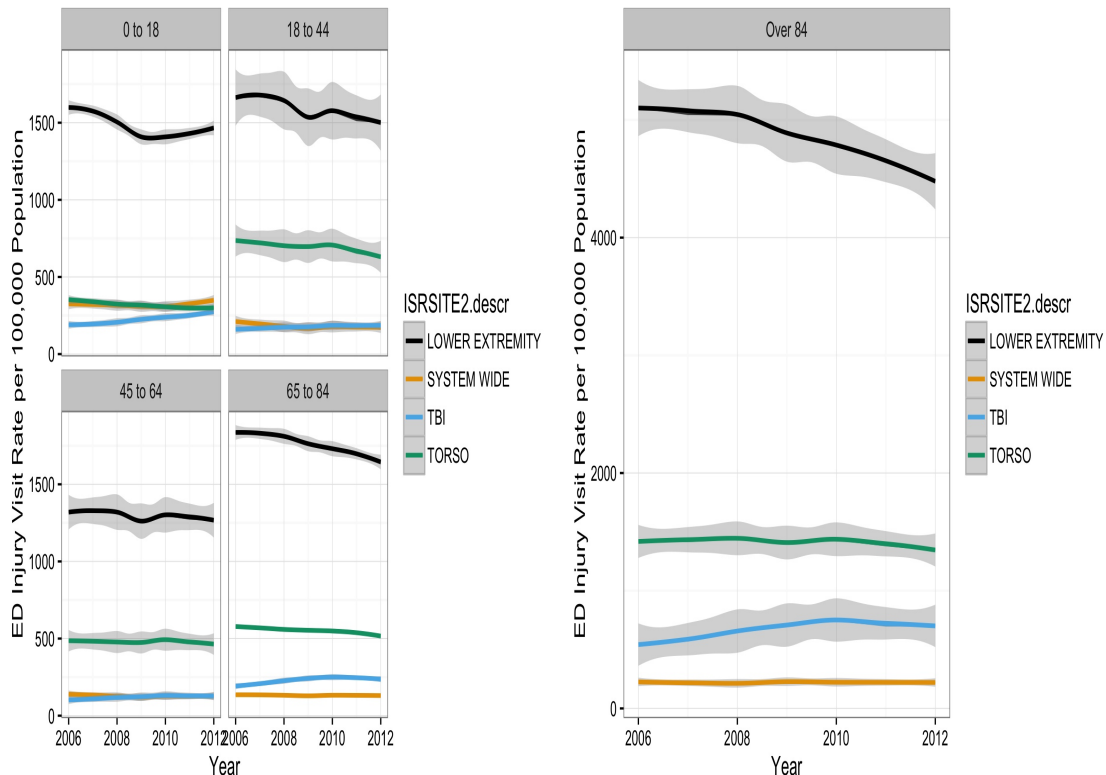 0 to 18
18 to 44
1500
1000
500
0
45 to 64
65 to 84
1500
1000
500
0
2006
2008
2010
2012
2006
2008
2010
2012
Year
ED Injury Visit Rate per 100,000 Population
ISRSITE2.descr
LOWER EXTREMITY
SYSTEM WIDE
TBI
TORSO
Over 84
4000
2000
0
2006
2008
2010
2012
Year
ED Injury Visit Rate per 100,000 Population
ISRSITE2.descr
LOWER EXTREMITY
SYSTEM WIDE
TBI
TORSO